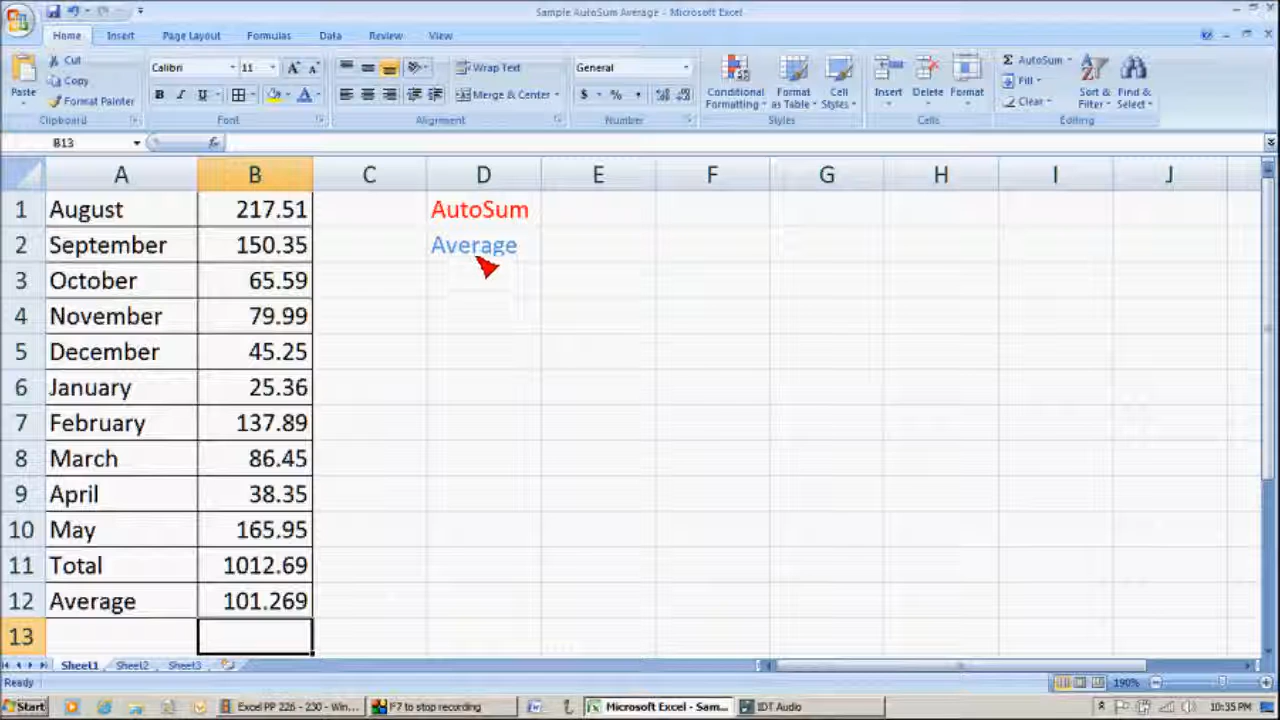 Sample AutoSum Average - Microsoft Excel
Home Insert Page Layout Formulas Data Review View
Cut
Copy
Format Painter
Paste
Clipboard
Calibri 11
B I U
Font
Wrap Text
Merge & Center
Alignment
General
$ % ,
Number
Conditional Formatting
Format as Table
Cell Styles
Styles
Insert Delete Format
Cells
Σ AutoSum
Fill
Clear
Sort & Filter
Find & Select
Editing
B13 fx
A B C D E F G H I J
1 August 217.51 AutoSum
2 September 150.35 Average
3 October 65.59
4 November 79.99
5 December 45.25
6 January 25.36
7 February 137.89
8 March 86.45
9 April 38.35
10 May 165.95
11 Total 1012.69
12 Average 101.269
13
Sheet1 Sheet2 Sheet3
Ready 190%
Start Excel PP 226 - 230 - Win... F7 to stop recording Microsoft Excel - Sam... IDT Audio 10:35 PM